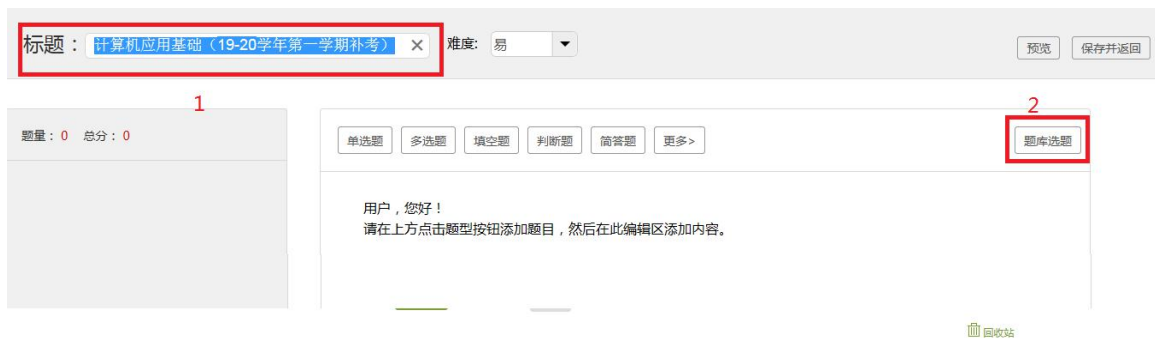 标题：计算机应用基础（19-20学年第一学期补考） × 难度: 易 预览 保存并返回
1 2
题量：0 总分：0 单选题 多选题 填空题 判断题 简答题 更多> 题库选题
用户，您好！
请在上方点击题型按钮添加题目，然后在此编辑区添加内容。
回收站